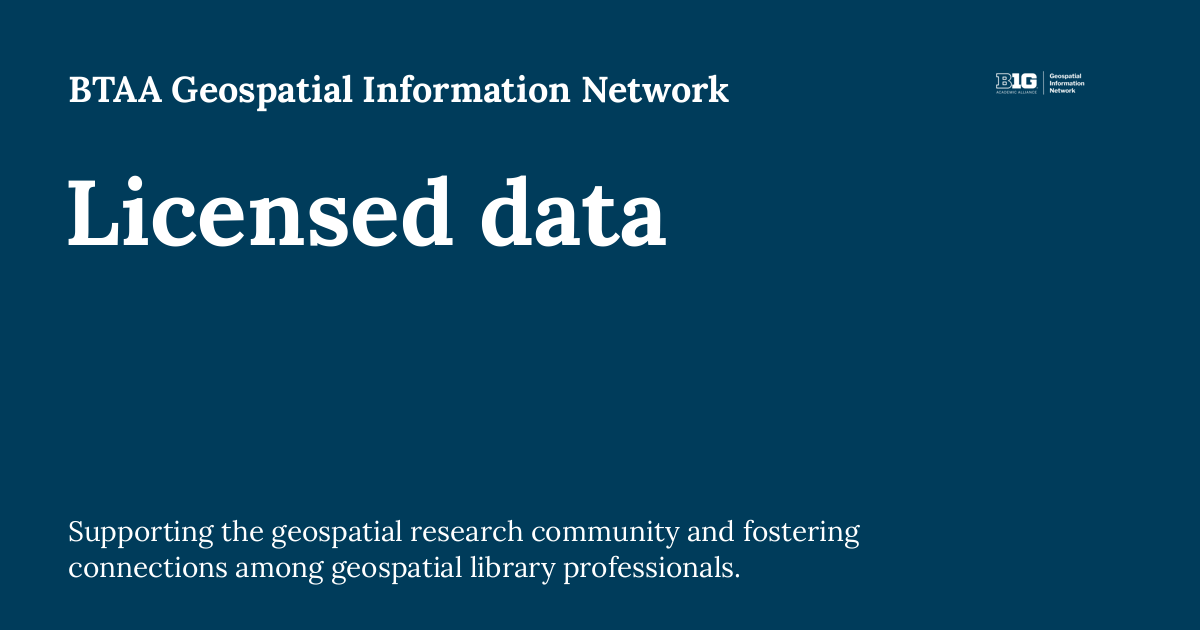 BTAA Geospatial Information Network
B1G
ACADEMIC ALLIANCE
Geospatial
Information
Network
Licensed data
Supporting the geospatial research community and fostering
connections among geospatial library professionals.